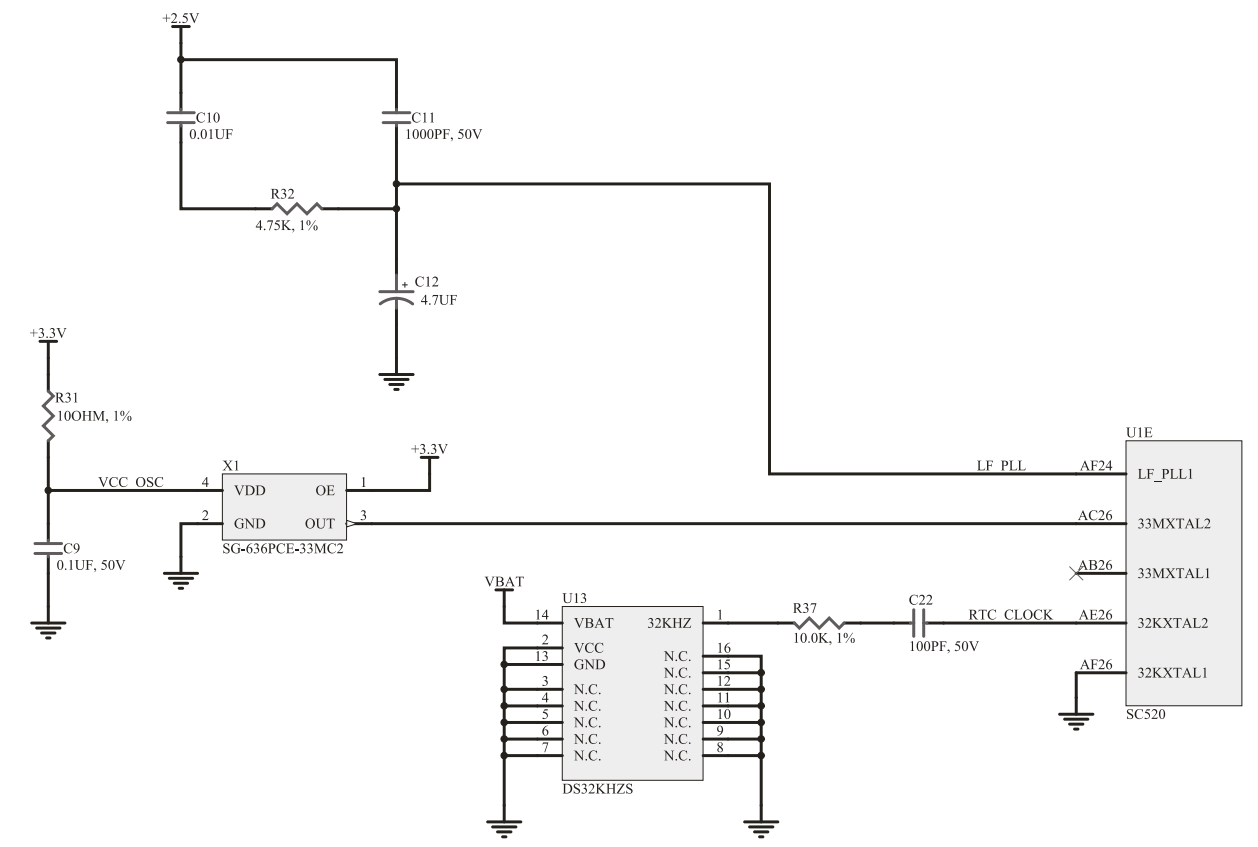 +2.5V
C10
0.01UF
C11
1000PF, 50V
R32
4.75K, 1%
C12
+
4.7UF
+3.3V
R31
10OHM, 1%
VCC_OSC
C9
0.1UF, 50V
X1
4 VDD OE 1
2 GND OUT 3
SG-636PCE-33MC2
+3.3V
U1E
LF_PLL AF24 LF_PLL1
AC26 33MXTAL2
AB26 33MXTAL1
RTC_CLOCK AE26 32KXTAL2
AF26 32KXTAL1
SC520
VBAT
U13
14 VBAT 32KHZ 1
2 VCC
13 GND
3 N.C.
4 N.C.
5 N.C.
6 N.C.
7 N.C.
N.C. 16
N.C. 15
N.C. 12
N.C. 11
N.C. 10
N.C. 9
N.C. 8
DS32KHZS
R37
10.0K, 1%
C22
100PF, 50V